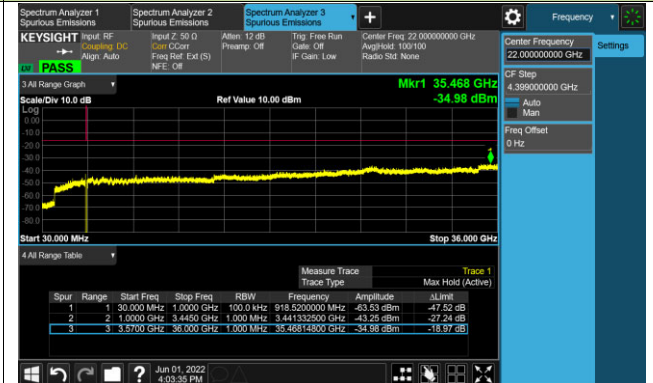 Spectrum Analyzer 1
Spurious Emissions
Spectrum Analyzer 2
Spurious Emissions
Spectrum Analyzer 3
Spurious Emissions
Frequency
KEYSIGHT
Input: RF
Coupling: DC
Align: Auto
Input Z: 50 Ω
Corr CCorr
Freq Ref: Ext (S)
NFE: Off
Atten: 12 dB
Preamp: Off
Trig: Free Run
Gate: Off
IF Gain: Low
Center Freq: 22.000000000 GHz
Avg|Hold: 100/100
Radio Std: None
PASS
Center Frequency
22.000000000 GHz
Settings
CF Step
4.399000000 GHz
Auto
Man
Freq Offset
0 Hz
3 All Range Graph
Mkr1 35.468 GHz
Scale/Div 10.0 dB
Ref Value 10.00 dBm
-34.98 dBm
Log
0.00
-10.0
-20.0
-30.0
-40.0
-50.0
-60.0
-70.0
-80.0
1
Start 30.000 MHz
Stop 36.000 GHz
4 All Range Table
Measure Trace Trace 1
Trace Type Max Hold (Active)
Spur Range Start Freq Stop Freq RBW Frequency Amplitude ΔLimit
1 1 30.000 MHz 1.0000 GHz 100.0 kHz 918.5200000 MHz -63.53 dBm -47.52 dB
2 2 1.0000 GHz 3.4450 GHz 1.000 MHz 3.441332500 GHz -43.25 dBm -27.24 dB
3 3 3.5700 GHz 36.000 GHz 1.000 MHz 35.46814800 GHz -34.98 dBm -18.97 dB
?
Jun 01, 2022
4:03:35 PM